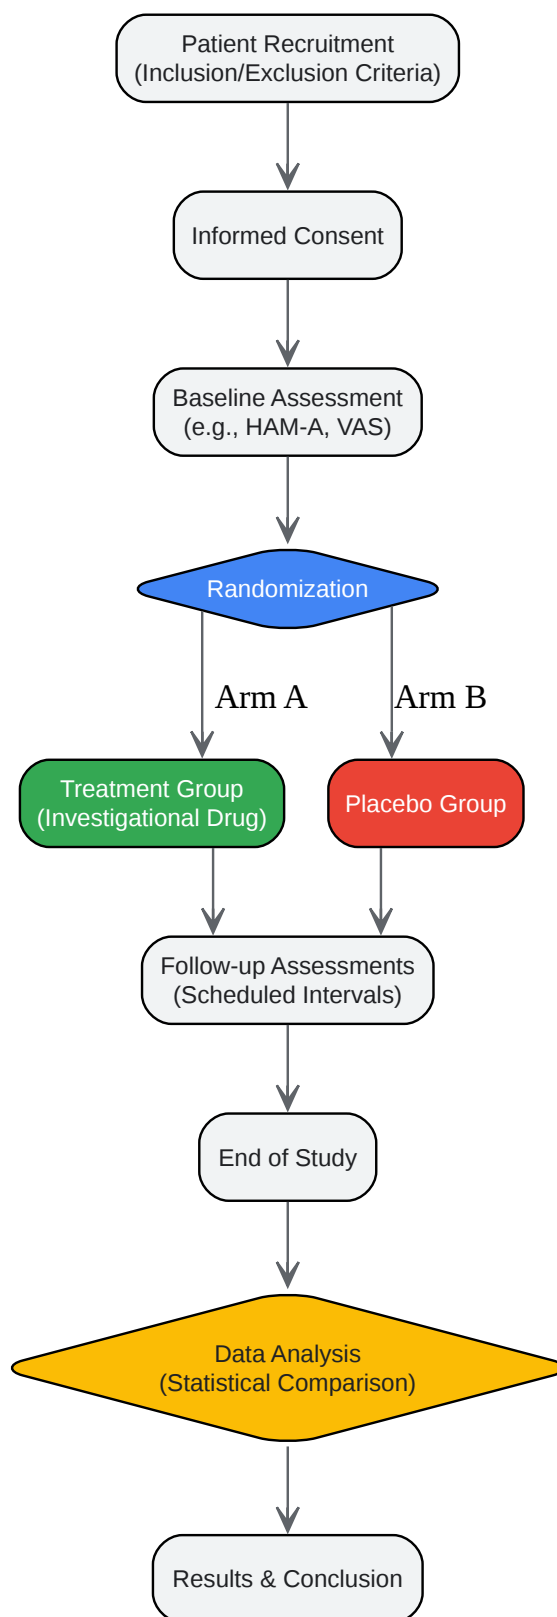 Patient Recruitment
(Inclusion/Exclusion Criteria)
Informed Consent
Baseline Assessment
(e.g., HAM-A, VAS)
Randomization
Arm A
Arm B
Treatment Group
(Investigational Drug)
Placebo Group
Follow-up Assessments
(Scheduled Intervals)
End of Study
Data Analysis
(Statistical Comparison)
Results & Conclusion